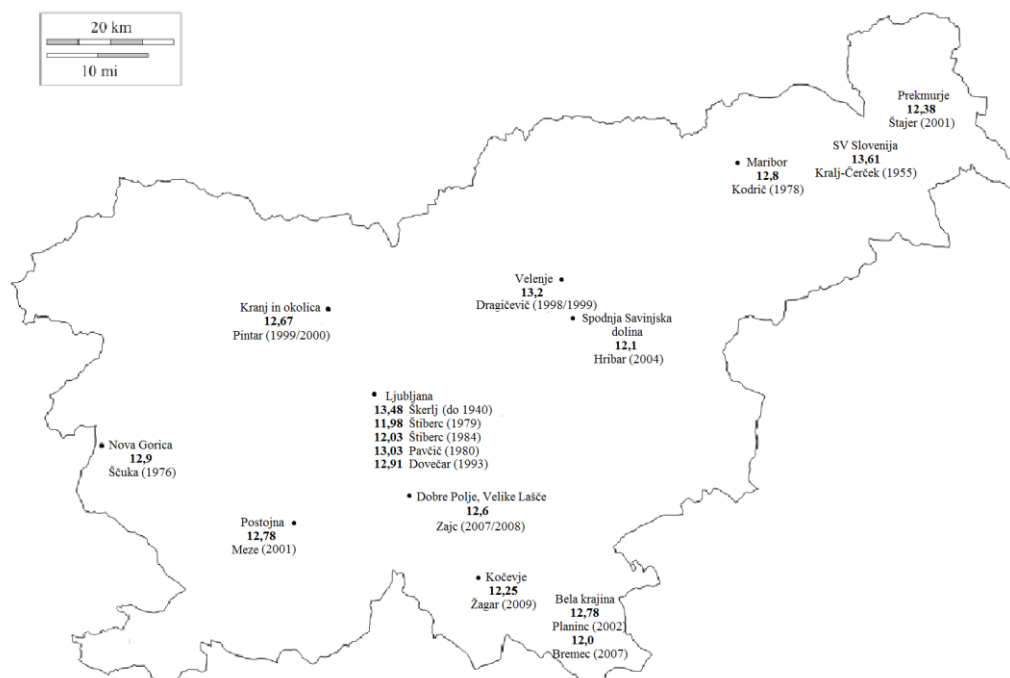 20 km
10 mi
Prekmurje
12,38
Štajer (2001)
SV Slovenija
13,61
Kralj-Čerček (1955)
Maribor
12,8
Kodrič (1978)
Velenje
13,2
Dragičevič (1998/1999)
Kranj in okolica
12,67
Pintar (1999/2000)
Spodnja Savinjska
dolina
12,1
Hribar (2004)
Ljubljana
13,48 Škerlj (do 1940)
11,98 Štiberc (1979)
12,03 Štiberc (1984)
13,03 Pavčič (1980)
12,91 Dovečar (1993)
Nova Gorica
12,9
Ščuka (1976)
Dobre Polje, Velike Lašče
12,6
Zajc (2007/2008)
Postojna
12,78
Meze (2001)
Kočevje
12,25
Žagar (2009)
Bela krajina
12,78
Planinc (2002)
12,0
Bremec (2007)